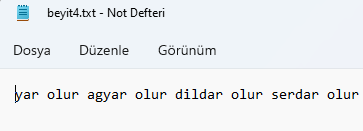 beyit4.txt - Not Defteri
Dosya Düzenle Görünüm
yar olur agyar olur dildar olur serdar olur